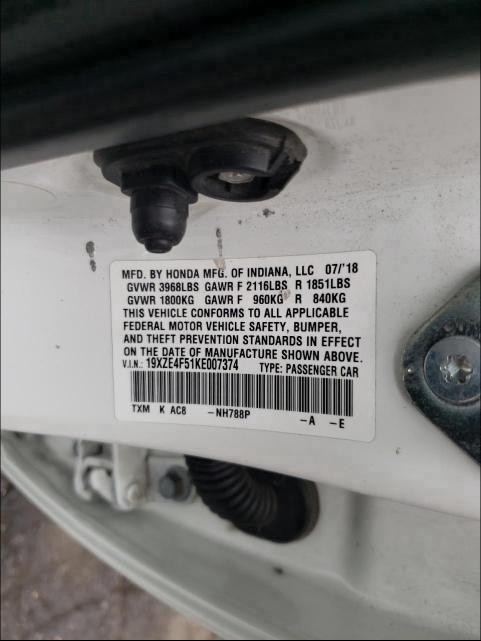 MFD. BY HONDA MFG. OF INDIANA, LLC 07/'18
GVWR 3968LBS GAWR F 2116LBS R 1851LBS
GVWR 1800KG GAWR F 960KG R 840KG
THIS VEHICLE CONFORMS TO ALL APPLICABLE
FEDERAL MOTOR VEHICLE SAFETY, BUMPER,
AND THEFT PREVENTION STANDARDS IN EFFECT
ON THE DATE OF MANUFACTURE SHOWN ABOVE.
V.I.N.: 19XZE4F51KE007374 TYPE: PASSENGER CAR
TXM K AC8 -NH788P -A -E